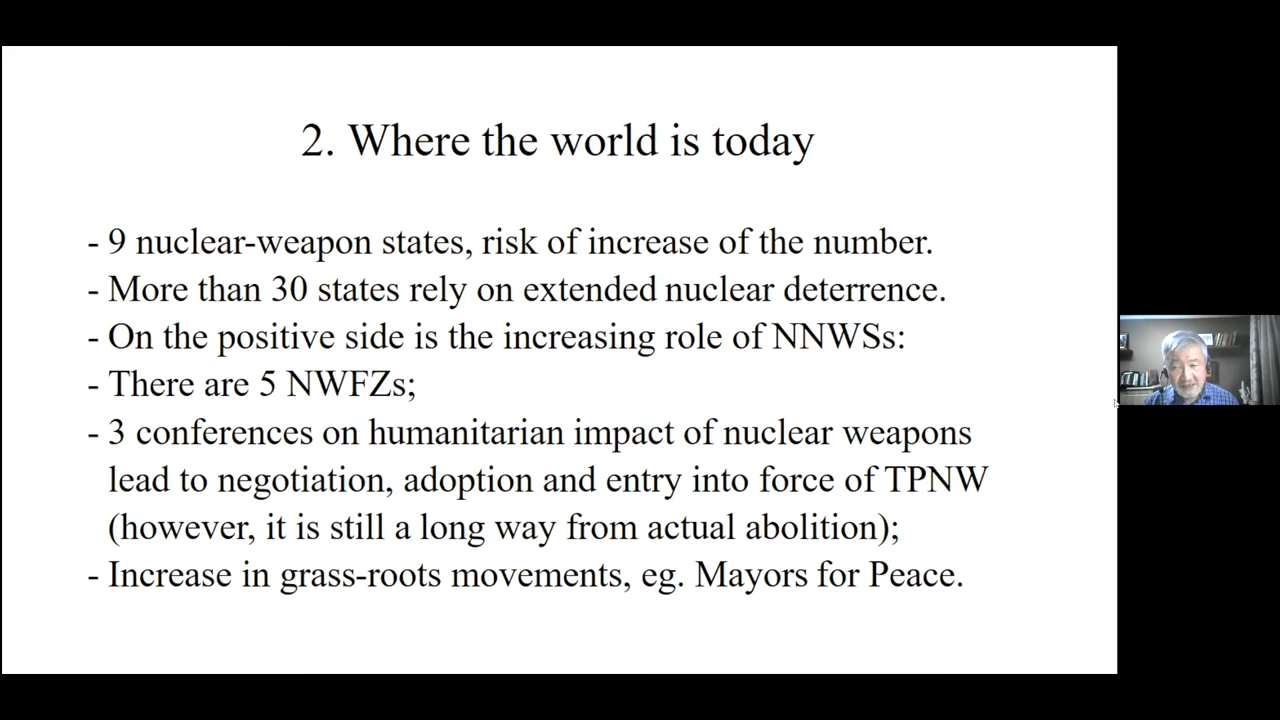 2. Where the world is today
- 9 nuclear-weapon states, risk of increase of the number.
- More than 30 states rely on extended nuclear deterrence.
- On the positive side is the increasing role of NNWSs:
- There are 5 NWFZs;
- 3 conferences on humanitarian impact of nuclear weapons
lead to negotiation, adoption and entry into force of TPNW
(however, it is still a long way from actual abolition);
- Increase in grass-roots movements, eg. Mayors for Peace.